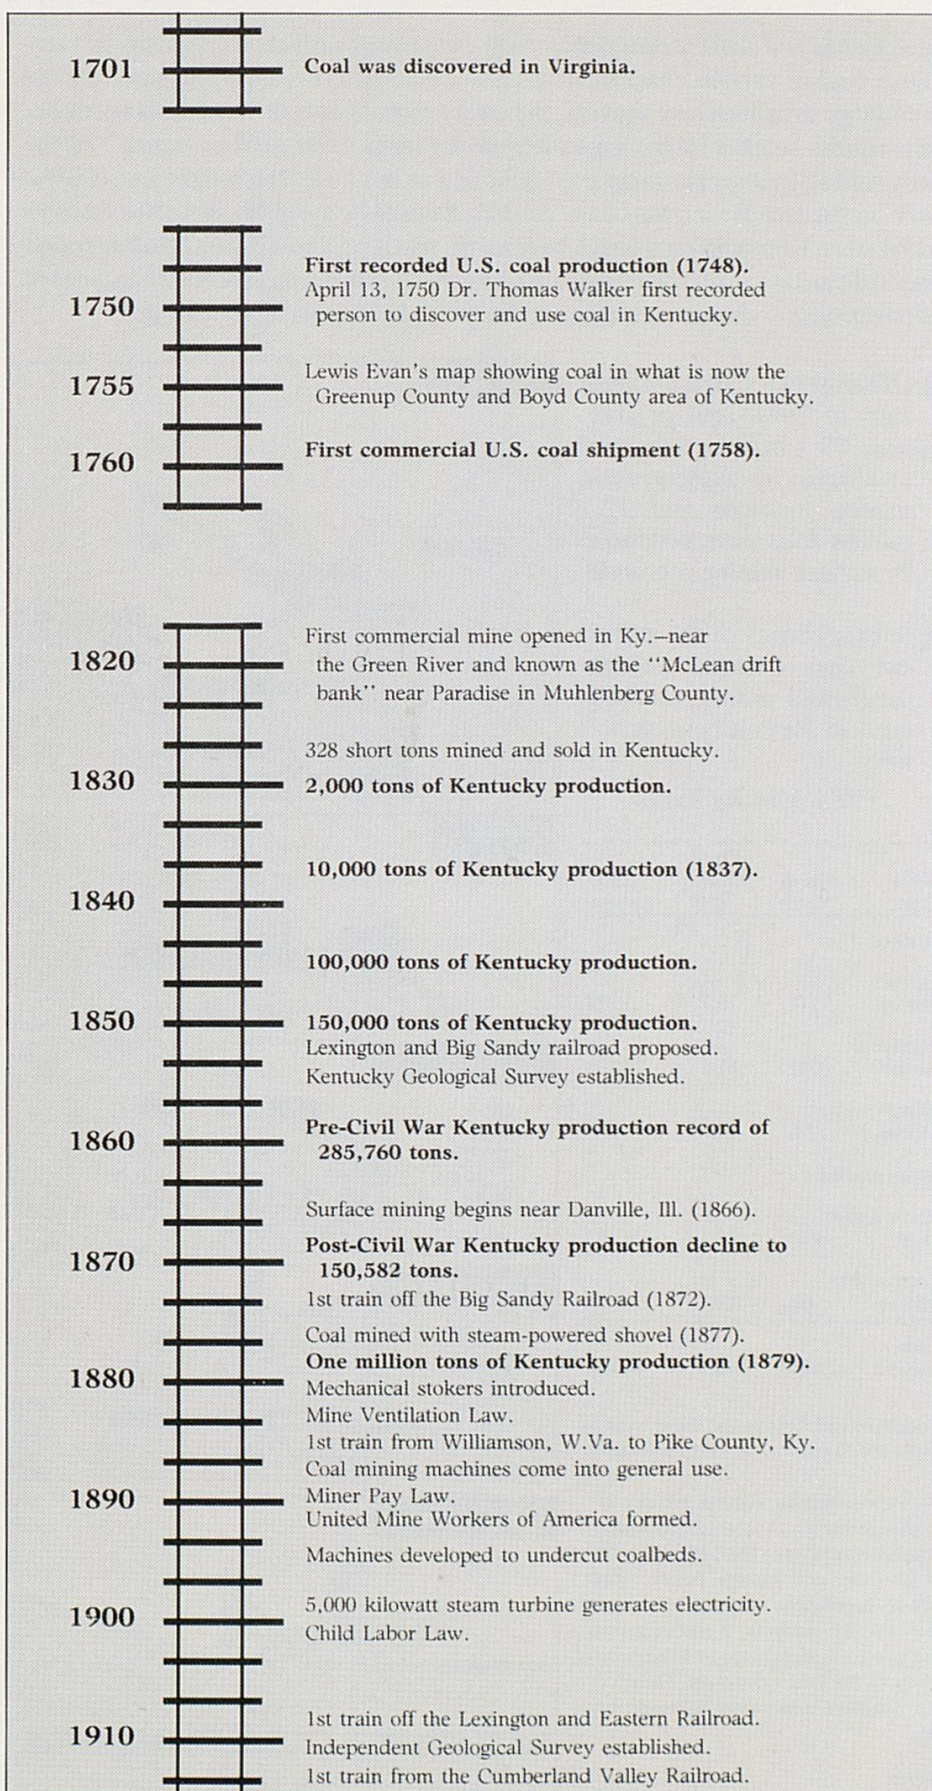 1701 Coal was discovered in Virginia.
First recorded U.S. coal production (1748).
April 13, 1750 Dr. Thomas Walker first recorded
1750 person to discover and use coal in Kentucky.
Lewis Evan's map showing coal in what is now the
1755 Greenup County and Boyd County area of Kentucky.
1760 First commercial U.S. coal shipment (1758).
First commercial mine opened in Ky.—near
1820 the Green River and known as the "McLean drift
bank" near Paradise in Muhlenberg County.
328 short tons mined and sold in Kentucky.
1830 2,000 tons of Kentucky production.
10,000 tons of Kentucky production (1837).
1840
100,000 tons of Kentucky production.
1850 150,000 tons of Kentucky production.
Lexington and Big Sandy railroad proposed.
Kentucky Geological Survey established.
1860 Pre-Civil War Kentucky production record of
285,760 tons.
Surface mining begins near Danville, Ill. (1866).
Post-Civil War Kentucky production decline to
1870 150,582 tons.
1st train off the Big Sandy Railroad (1872).
Coal mined with steam-powered shovel (1877).
One million tons of Kentucky production (1879).
1880 Mechanical stokers introduced.
Mine Ventilation Law.
1st train from Williamson, W.Va. to Pike County, Ky.
Coal mining machines come into general use.
1890 Miner Pay Law.
United Mine Workers of America formed.
Machines developed to undercut coalbeds.
5,000 kilowatt steam turbine generates electricity.
1900 Child Labor Law.
1st train off the Lexington and Eastern Railroad.
1910 Independent Geological Survey established.
1st train from the Cumberland Valley Railroad.